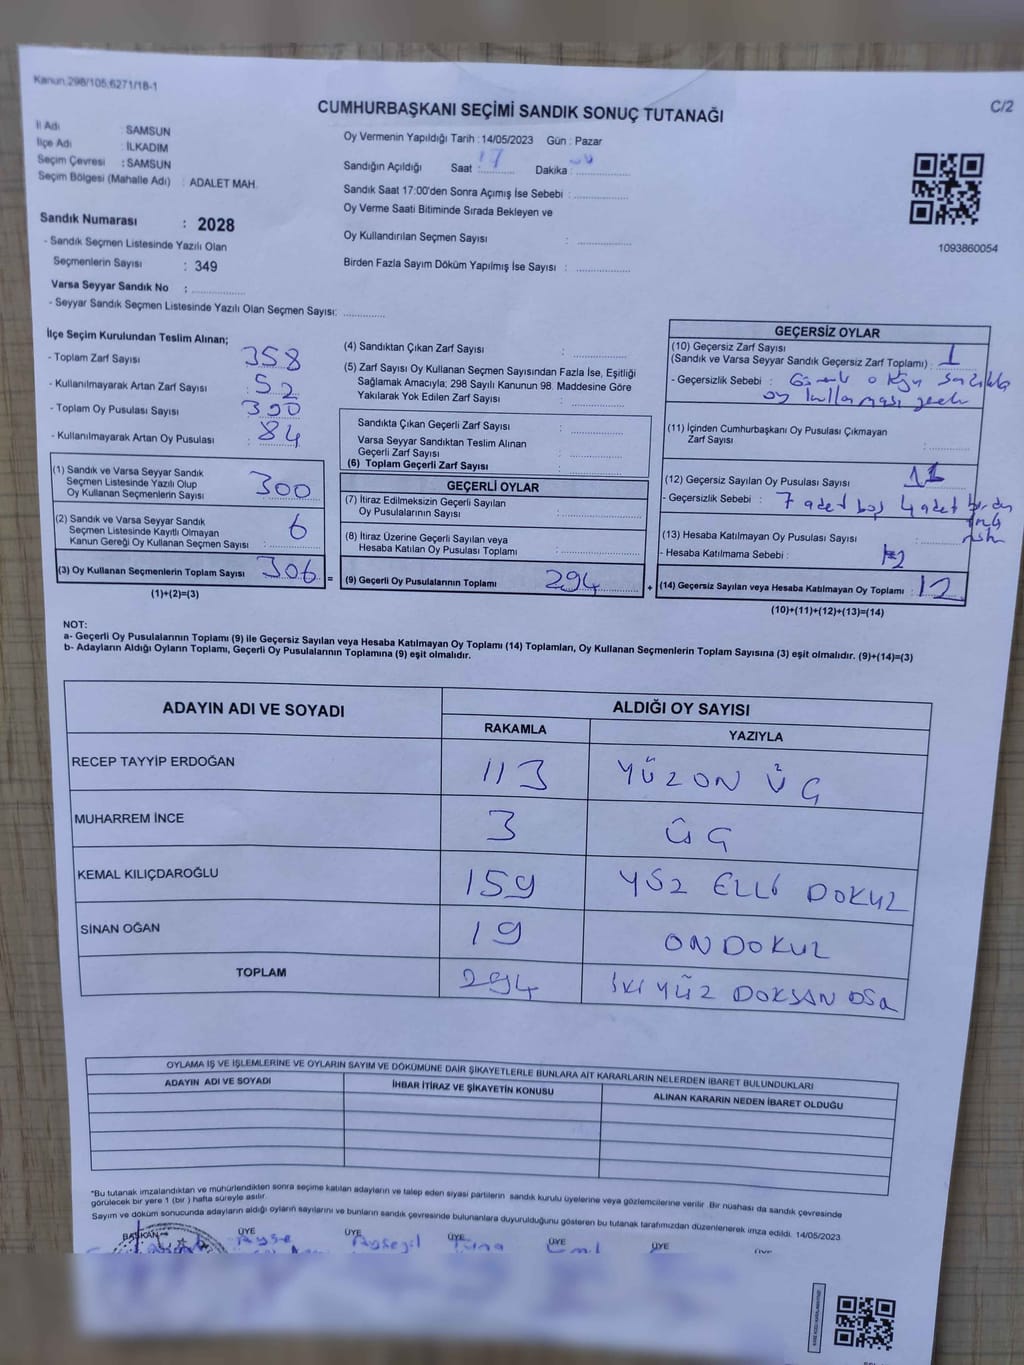 Kanun.298/105;6271/18-1
C/2
CUMHURBAŞKANI SEÇİMİ SANDIK SONUÇ TUTANAĞI
İl Adı : SAMSUN
İlçe Adı : İLKADIM
Seçim Çevresi : SAMSUN
Seçim Bölgesi (Mahalle Adı) : ADALET MAH.
Sandık Numarası : 2028
- Sandık Seçmen Listesinde Yazılı Olan
Seçmenlerin Sayısı : 349
Varsa Seyyar Sandık No :
- Seyyar Sandık Seçmen Listesinde Yazılı Olan Seçmen Sayısı:
Oy Vermenin Yapıldığı Tarih : 14/05/2023 Gün : Pazar
Sandığın Açıldığı Saat : 17 Dakika :
Sandık Saat 17:00'den Sonra Açımış İse Sebebi :
Oy Verme Saati Bitiminde Sırada Bekleyen ve
Oy Kullandırılan Seçmen Sayısı :
Birden Fazla Sayım Döküm Yapılmış İse Sayısı :
1093860054
İlçe Seçim Kurulundan Teslim Alınan;
- Toplam Zarf Sayısı : 358
- Kullanılmayarak Artan Zarf Sayısı : 52
- Toplam Oy Pusulası Sayısı : 390
- Kullanılmayarak Artan Oy Pusulası : 84
(1) Sandık ve Varsa Seyyar Sandık
Seçmen Listesinde Yazılı Olup
Oy Kullanan Seçmenlerin Sayısı : 300
(2) Sandık ve Varsa Seyyar Sandık
Seçmen Listesinde Kayıtlı Olmayan
Kanun Gereği Oy Kullanan Seçmen Sayısı : 6
(3) Oy Kullanan Seçmenlerin Toplam Sayısı : 306 =
(1)+(2)=(3)
(4) Sandıktan Çıkan Zarf Sayısı :
(5) Zarf Sayısı Oy Kullanan Seçmen Sayısından Fazla İse, Eşitliği
Sağlamak Amacıyla; 298 Sayılı Kanunun 98. Maddesine Göre
Yakılarak Yok Edilen Zarf Sayısı :
Sandıkta Çıkan Geçerli Zarf Sayısı :
Varsa Seyyar Sandıktan Teslim Alınan
Geçerli Zarf Sayısı :
(6) Toplam Geçerli Zarf Sayısı :
GEÇERLİ OYLAR
(7) İtiraz Edilmeksizin Geçerli Sayılan
Oy Pusulalarının Sayısı :
(8) İtiraz Üzerine Geçerli Sayılan veya
Hesaba Katılan Oy Pusulası Toplamı :
(9) Geçerli Oy Pusulalarının Toplamı 294 +
GEÇERSİZ OYLAR
(10) Geçersiz Zarf Sayısı
(Sandık ve Varsa Seyyar Sandık Geçersiz Zarf Toplamı) : 1
- Geçersizlik Sebebi :
oy kullanması
(11) İçinden Cumhurbaşkanı Oy Pusulası Çıkmayan
Zarf Sayısı :
(12) Geçersiz Sayılan Oy Pusulası Sayısı 11
- Geçersizlik Sebebi : 7 adet boş 4 adet
(13) Hesaba Katılmayan Oy Pusulası Sayısı :
- Hesaba Katılmama Sebebi :
(14) Geçersiz Sayılan veya Hesaba Katılmayan Oy Toplamı : 12
(10)+(11)+(12)+(13)=(14)
NOT:
a- Geçerli Oy Pusulalarının Toplamı (9) ile Geçersiz Sayılan veya Hesaba Katılmayan Oy Toplamı (14) Toplamları, Oy Kullanan Seçmenlerin Toplam Sayısına (3) eşit olmalıdır. (9)+(14)=(3)
b- Adayların Aldığı Oyların Toplamı, Geçerli Oy Pusulalarının Toplamına (9) eşit olmalıdır.
ADAYIN ADI VE SOYADI
ALDIĞI OY SAYISI
RAKAMLA YAZIYLA
RECEP TAYYİP ERDOĞAN 113 YÜZON ÜÇ
MUHARREM İNCE 3 ÜÇ
KEMAL KILIÇDAROĞLU 159 YÜZ ELLİ DOKUZ
SİNAN OĞAN 19 ONDOKUZ
TOPLAM 294 İKİ YÜZ DOKSAN
OYLAMA İŞ VE İŞLEMLERİNE VE OYLARIN SAYIM VE DÖKÜMÜNE DAİR ŞİKAYETLERLE BUNLARA AİT KARARLARIN NELERDEN İBARET BULUNDUKLARI
ADAYIN ADI VE SOYADI İHBAR İTİRAZ VE ŞİKAYETİN KONUSU ALINAN KARARIN NEDEN İBARET OLDUĞU
*Bu tutanak imzalandıktan ve mühürlendikten sonra seçime katılan adayların ve talep eden siyasi partilerin sandık kurulu üyelerine veya gözlemcilerine verilir. Bir nüshası da sandık çevresinde
görülecek bir yere 1 (bir ) hafta süreyle asılır.
Sayım ve döküm sonucunda adayların aldığı oyların sayılarını ve bunların sandık çevresinde bulunanlara duyurulduğunu gösteren bu tutanak tarafımızdan düzenlenerek imza edildi. 14/05/2023
BAŞKAN ÜYE ÜYE ÜYE ÜYE ÜYE
Ayşe Ayşegül Tuna